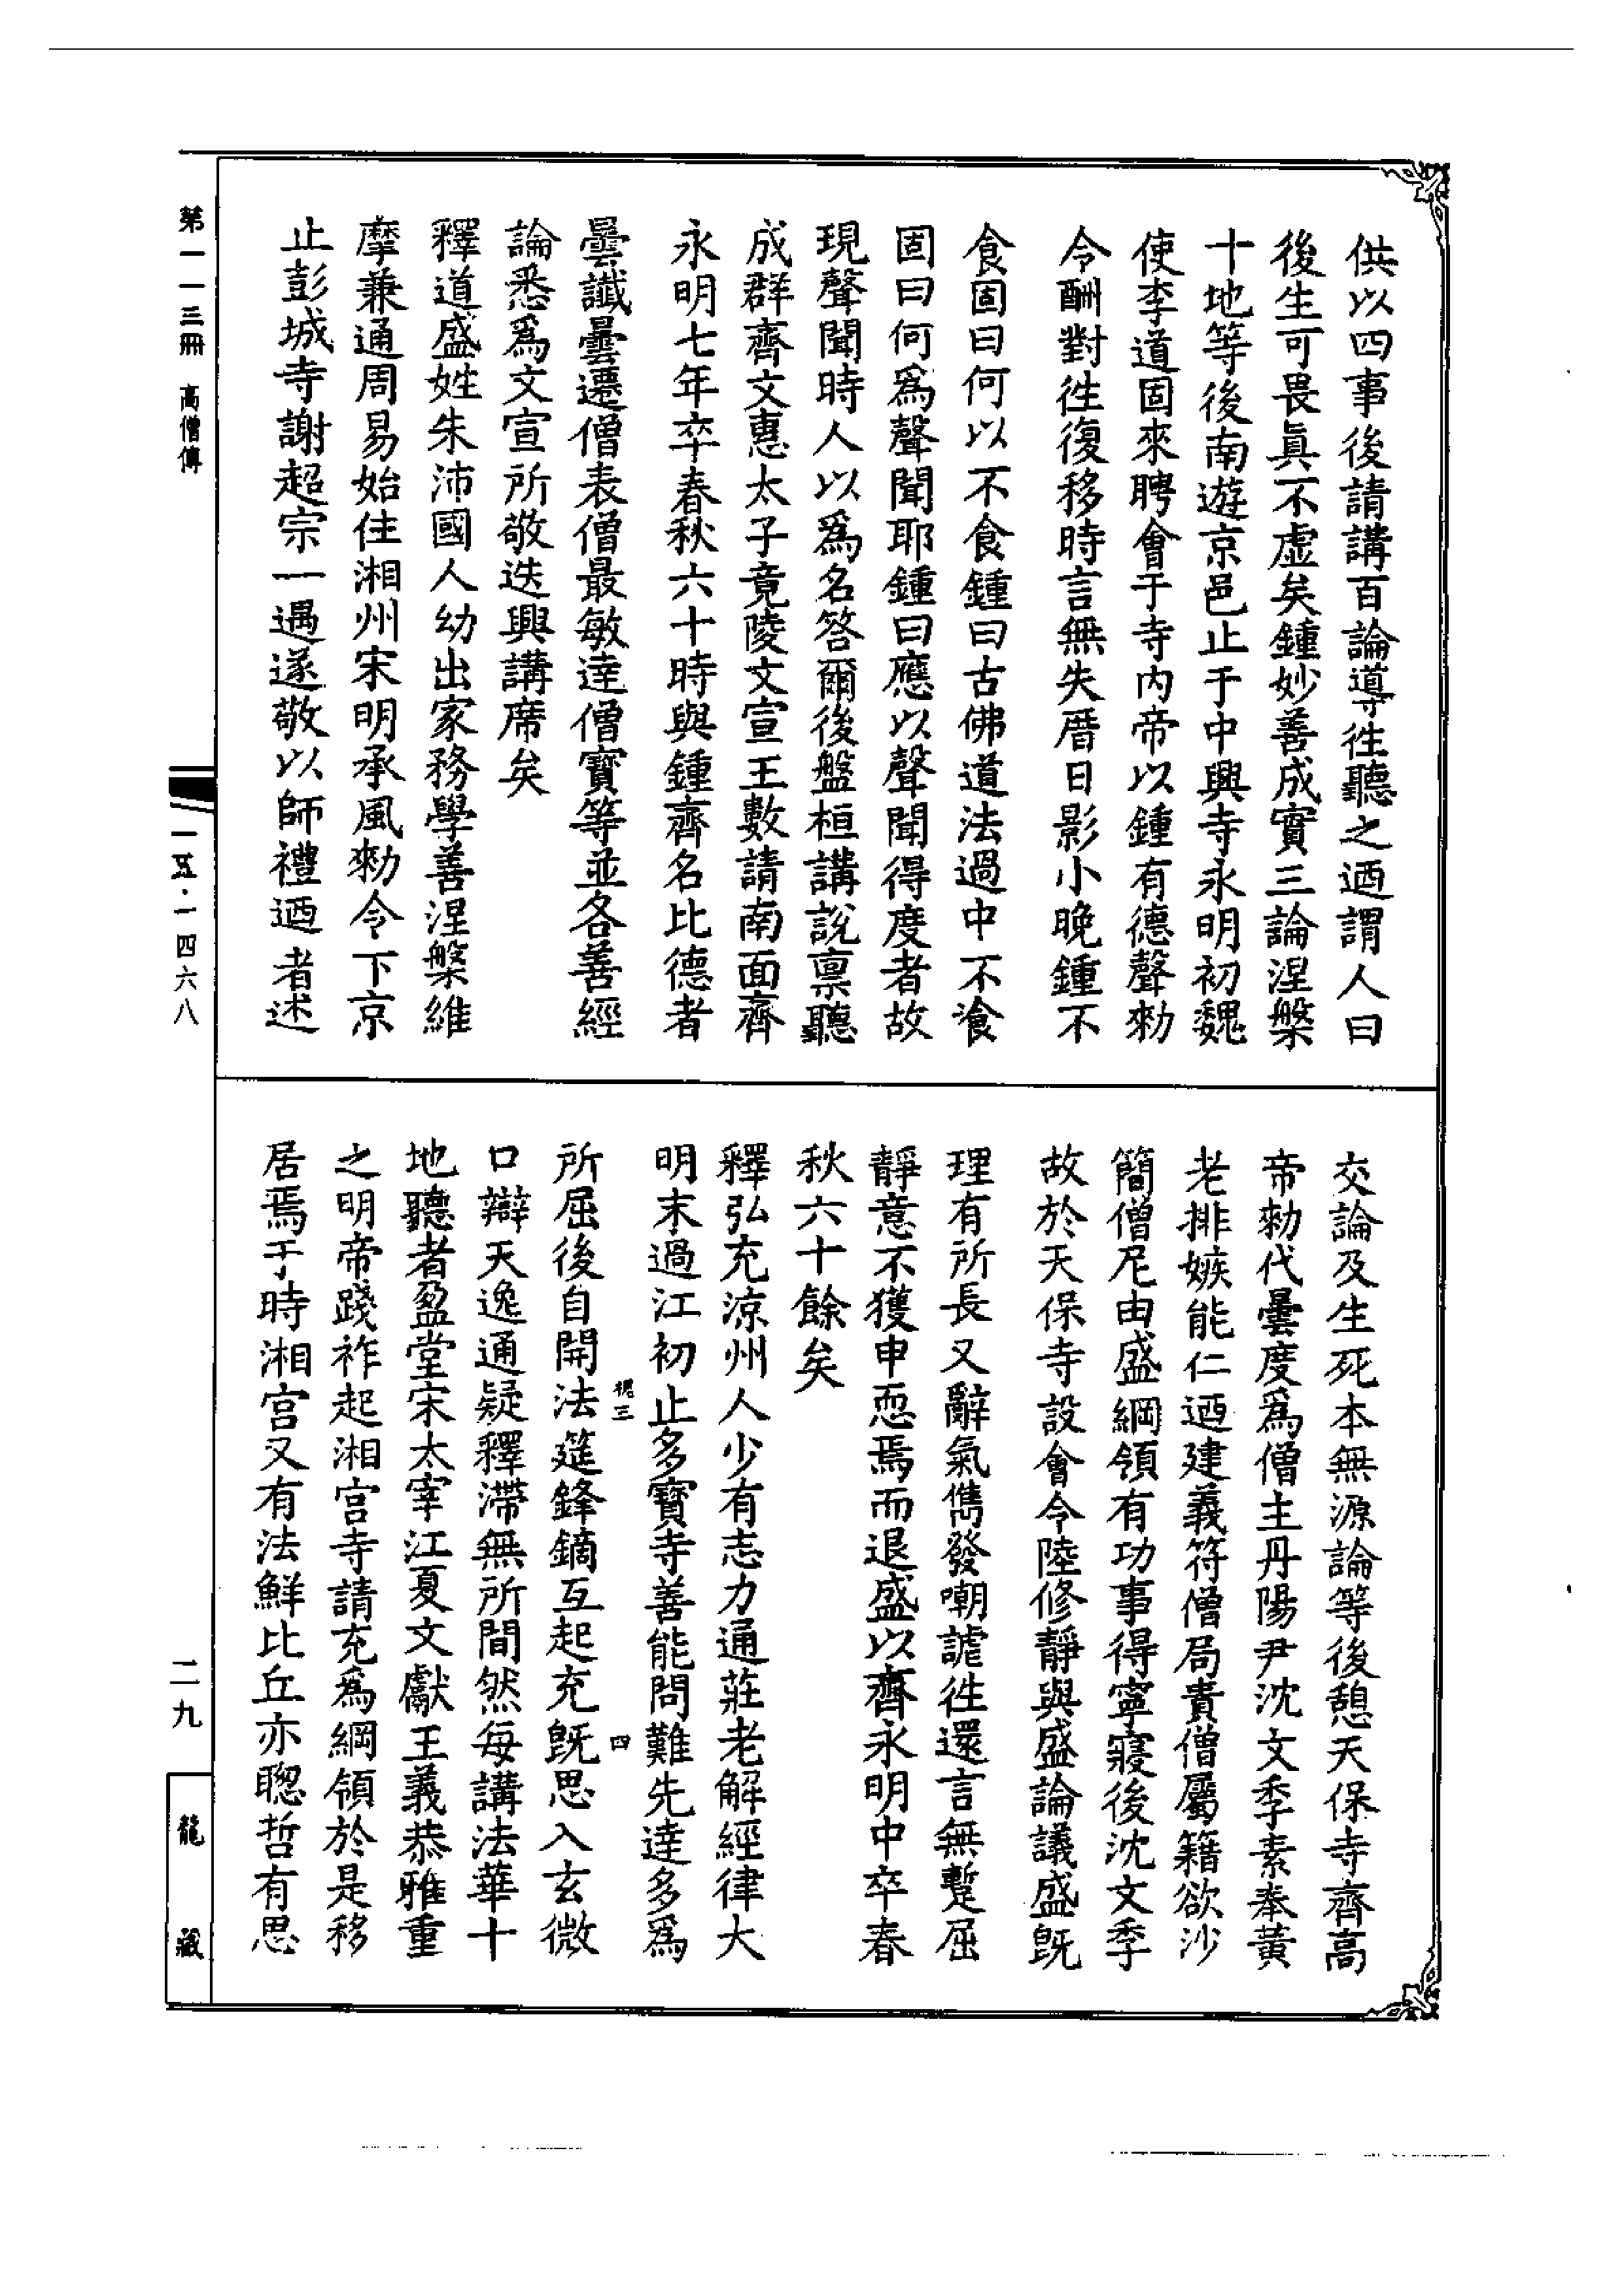 供以四事後請講百論導徃聽之迺謂人曰
後生可畏眞不虛矣鍾妙善成實三論涅槃
十地等後南遊京邑止于中興寺永明初魏
使李道固來聘會于寺內帝以鍾有德聲勑
令酬對徃復移時言無失厝日影小晚鍾不
食固曰何以不食鍾曰古佛道法過中不飡
固曰何爲聲聞耶鍾曰應以聲聞得度者故
現聲聞時人以爲名答爾後盤桓講說稟聽
成群齊文惠太子竟陵文宣王數請南面齊
永明七年卒春秋六十時與鍾齊名比德者
曇讖曇遷僧表僧最敏達僧寶等並各善經
論悉爲文宣所敬迭興講席矣
釋道盛姓朱沛國人幼出家務學善涅槃維
摩兼通周易始住湘州宋明承風勑令下京
止彭城寺謝超宗一遇遂敬以師禮迺者述
交論及生死本無源論等後憩天保寺齊高
帝勑代曇度爲僧主丹陽尹沈文季素奉黃
老排嫉能仁迺建義符僧局責僧屬籍欲沙
簡僧尼由盛綱領有功事得寧寢後沈文季
故於天保寺設會令陸修靜與盛論議盛旣
理有所長又辭氣儁發嘲謔徃還言無蹔屈
靜意不獲申恧焉而退盛以齊永明中卒春
秋六十餘矣
釋弘充涼州人少有志力通莊老解經律大
明末過江初止多寶寺善能問難先達多爲
槐三 四
所屈後自開法筵鋒鏑互起充旣思入玄微
口辯天逸通疑釋滯無所間然每講法華十
地聽者盈堂宋太宰江夏文獻王義恭雅重
之明帝踐祚起湘宮寺請充爲綱領於是移
居焉于時湘宮又有法鮮比丘亦聰哲有思
第一一三冊 高僧傳
一五·一四六八
二九
龍藏